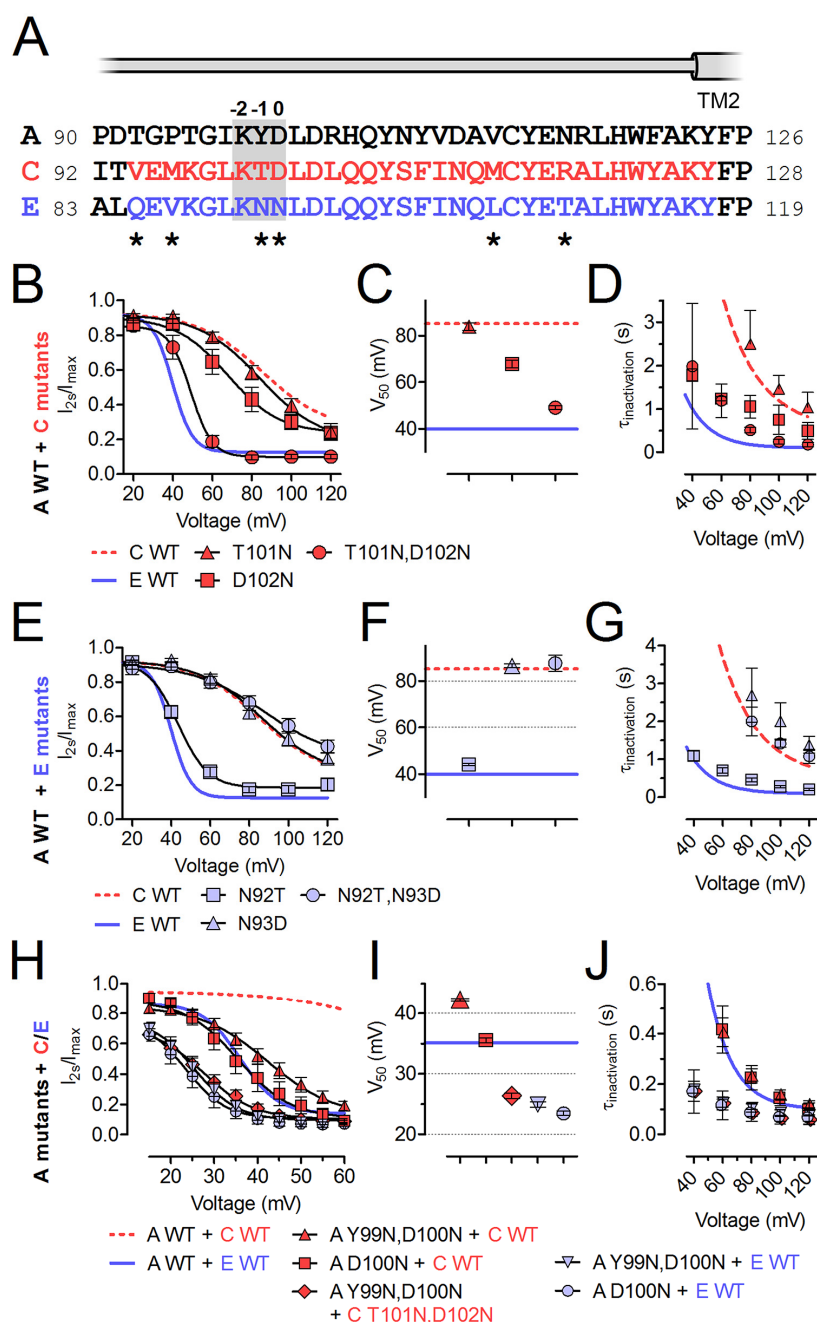 A
TM2
-2 -1 0
A 90 PDTGPTGIKYDLDRHQYNYVDAVCYENRLHWFAKYFP 126
C 92 ITVEMKGLKTDLDLQQYSFINQMCYERALHWYAKYFP 128
E 83 ALQEVKGLKNNLDLQQYSFINQLCYETALHWYAKYFP 119
* * * * * *
B
C
D
A WT + C mutants
I2s/Imax
1.0
0.8
0.6
0.4
0.2
0.0
20 40 60 80 100 120
Voltage (mV)
V50 (mV)
80
60
40
τinactivation (s)
3
2
1
0
40 60 80 100 120
Voltage (mV)
C WT T101N T101N,D102N
E WT D102N
E
F
G
A WT + E mutants
I2s/Imax
1.0
0.8
0.6
0.4
0.2
0.0
20 40 60 80 100 120
Voltage (mV)
V50 (mV)
80
60
40
τinactivation (s)
4
3
2
1
0
40 60 80 100 120
Voltage (mV)
C WT N92T N92T,N93D
E WT N93D
H
I
J
A mutants + C/E
I2s/Imax
1.0
0.8
0.6
0.4
0.2
0.0
20 30 40 50 60
Voltage (mV)
V50 (mV)
40
30
20
τinactivation (s)
0.6
0.4
0.2
0.0
40 60 80 100 120
Voltage (mV)
A WT + C WT A Y99N,D100N + C WT
A WT + E WT A D100N + C WT A Y99N,D100N + E WT
A Y99N,D100N A D100N + E WT
+ C T101N,D102N